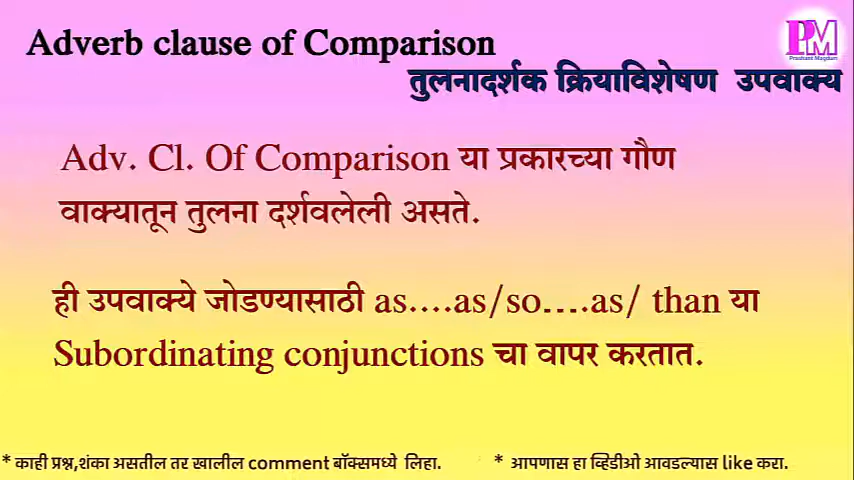 Adverb clause of Comparison
PM
Prashant Magdum
तुलनादर्शक क्रियाविशेषण उपवाक्य
Adv. Cl. Of Comparison या प्रकारच्या गौण
वाक्यातून तुलना दर्शवलेली असते.
ही उपवाक्ये जोडण्यासाठी as....as/so....as/ than या
Subordinating conjunctions चा वापर करतात.
* काही प्रश्न,शंका असतील तर खालील comment बॉक्समध्ये लिहा.
* आपणास हा व्हिडीओ आवडल्यास like करा.